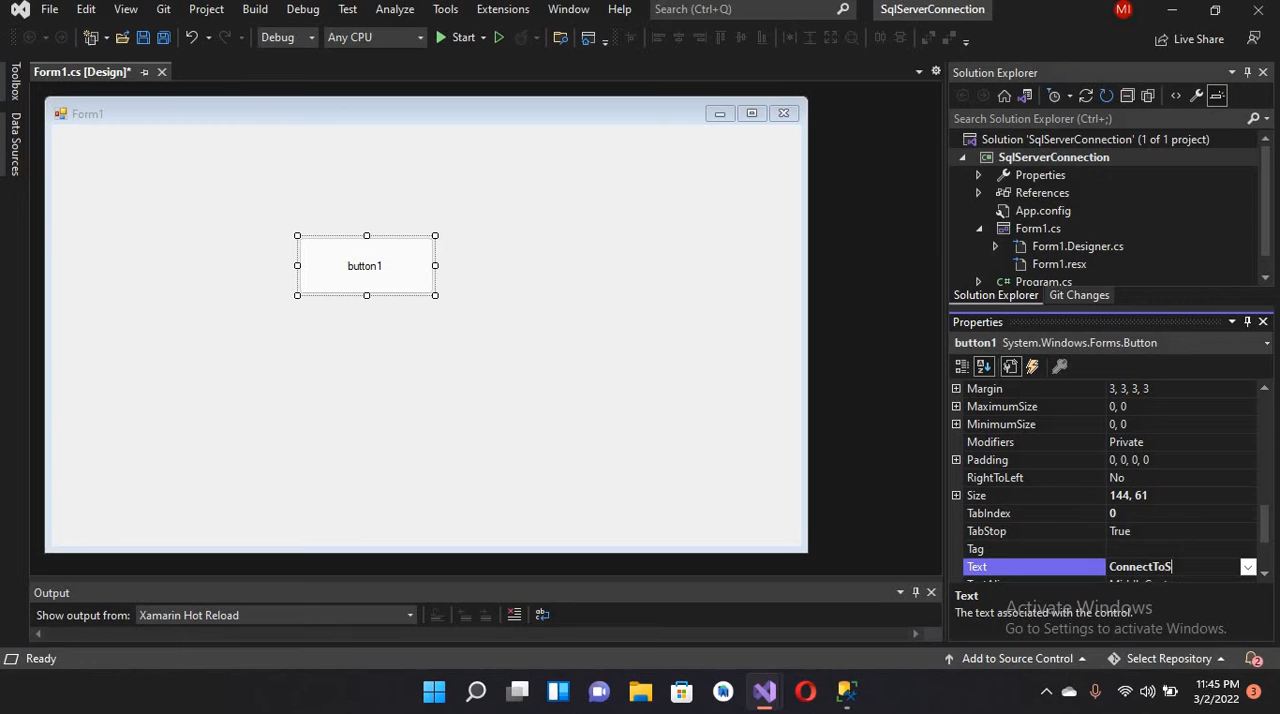 File Edit View Git Project Build Debug Test Analyze Tools Extensions Window Help Search (Ctrl+Q) SqlServerConnection MI
Debug Any CPU Start Live Share
Form1.cs [Design]*
Toolbox
Data Sources
Form1
button1
Solution Explorer
Search Solution Explorer (Ctrl+;)
Solution 'SqlServerConnection' (1 of 1 project)
SqlServerConnection
Properties
References
App.config
Form1.cs
Form1.Designer.cs
Form1.resx
Program.cs
Solution Explorer Git Changes
Properties
button1 System.Windows.Forms.Button
Margin 3, 3, 3, 3
MaximumSize 0, 0
MinimumSize 0, 0
Modifiers Private
Padding 0, 0, 0, 0
RightToLeft No
Size 144, 61
TabIndex 0
TabStop True
Tag
Text ConnectToS
Text
The text associated with the control.
Activate Windows
Go to Settings to activate Windows.
Output
Show output from: Xamarin Hot Reload
Ready
Add to Source Control Select Repository 2
11:45 PM
3/2/2022 3